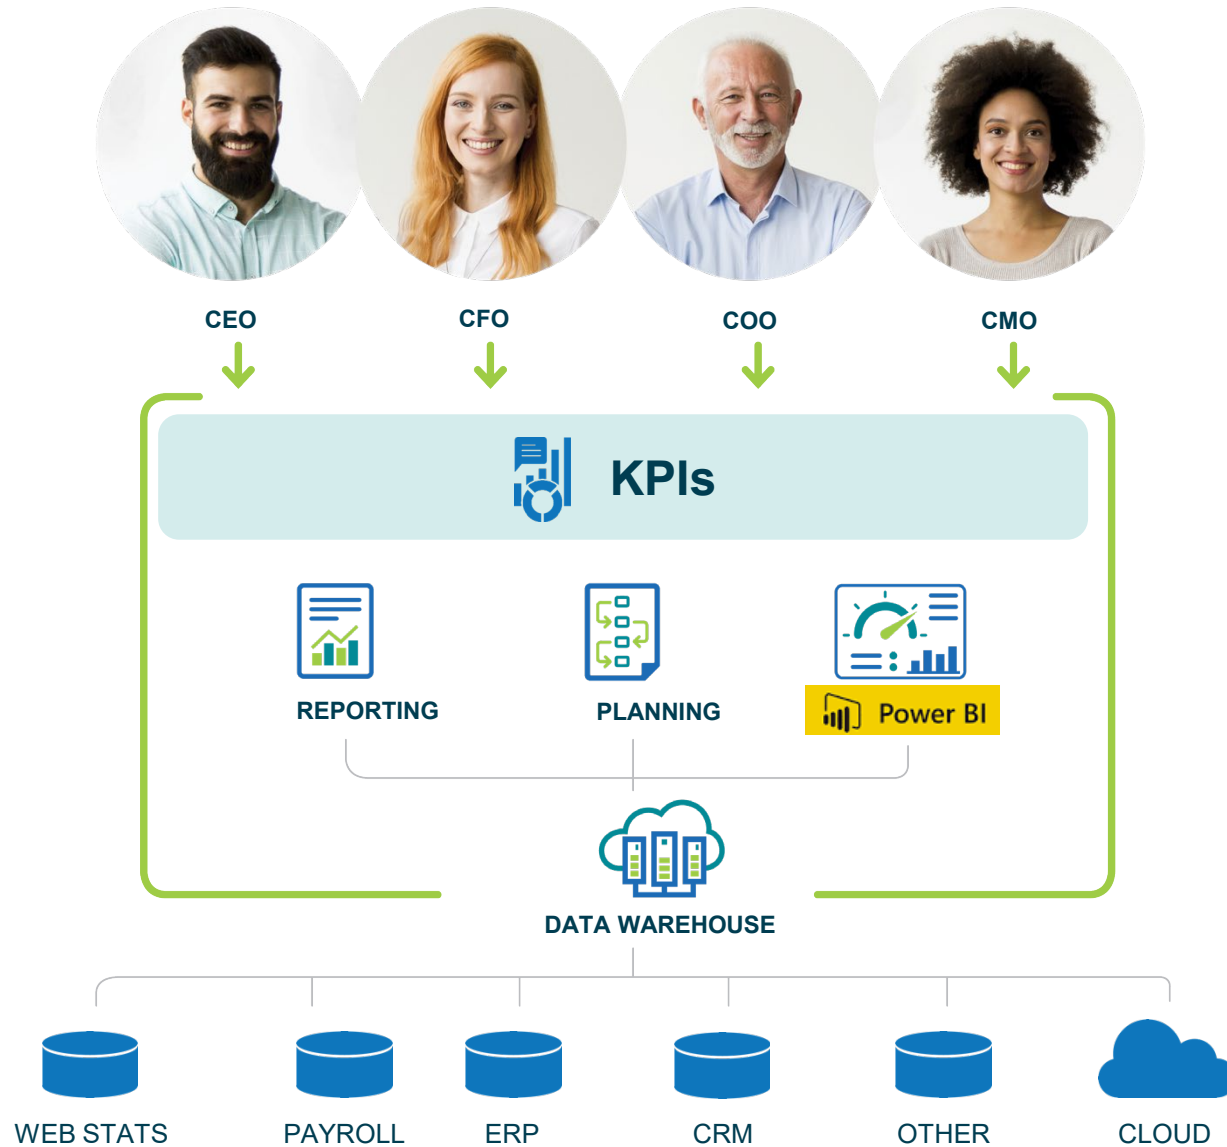 CEO
CFO
COO
CMO
KPIs
REPORTING
PLANNING
Power BI
DATA WAREHOUSE
WEB STATS
PAYROLL
ERP
CRM
OTHER
CLOUD